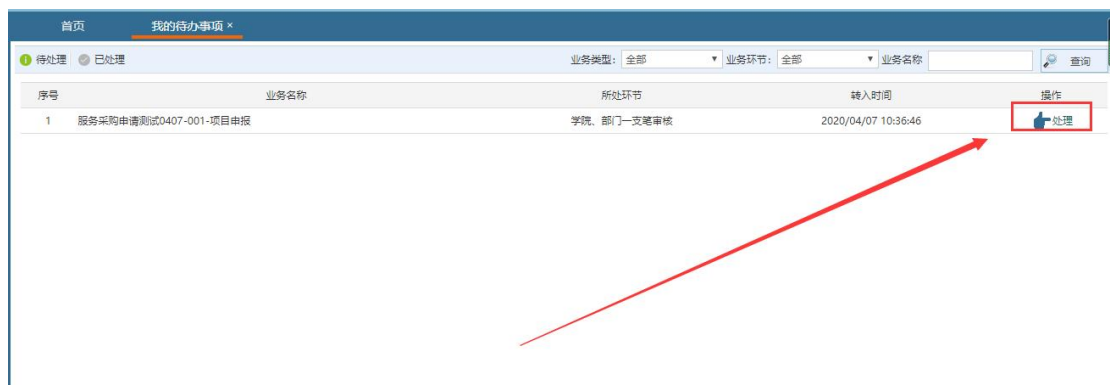 首页 我的待办事项 ×
待处理 已处理 业务类型: 全部 业务环节: 全部 业务名称 查询
序号 业务名称 所处环节 转入时间 操作
1 服务采购申请测试0407-001-项目申报 学院、部门一支笔审核 2020/04/07 10:36:46 处理